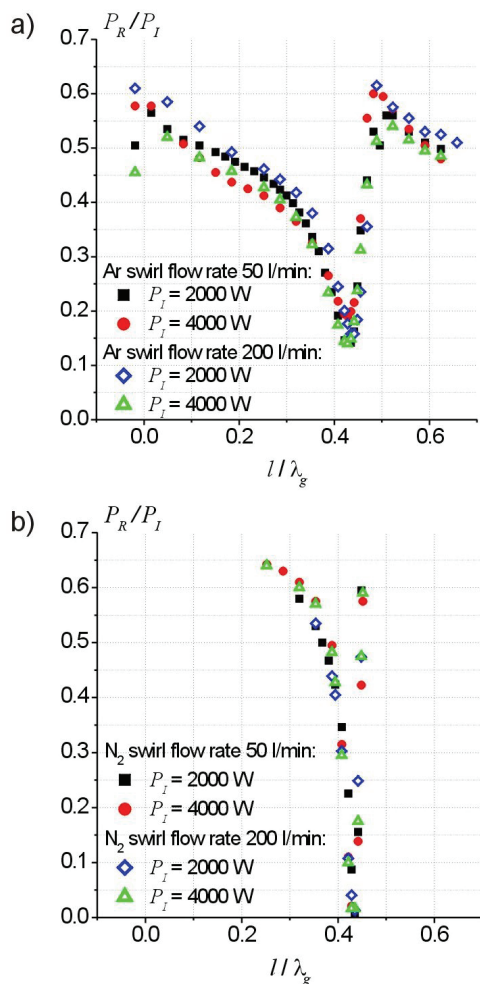 a)
P_R / P_I
0.7
0.6
0.5
0.4
0.3
0.2
0.1
0.0
Ar swirl flow rate 50 l/min:
P_I = 2000 W
P_I = 4000 W
Ar swirl flow rate 200 l/min:
P_I = 2000 W
P_I = 4000 W
0.0 0.2 0.4 0.6
l / λ_g
b)
P_R / P_I
0.7
0.6
0.5
0.4
0.3
0.2
0.1
0.0
N_2 swirl flow rate 50 l/min:
P_I = 2000 W
P_I = 4000 W
N_2 swirl flow rate 200 l/min:
P_I = 2000 W
P_I = 4000 W
0.0 0.2 0.4 0.6
l / λ_g